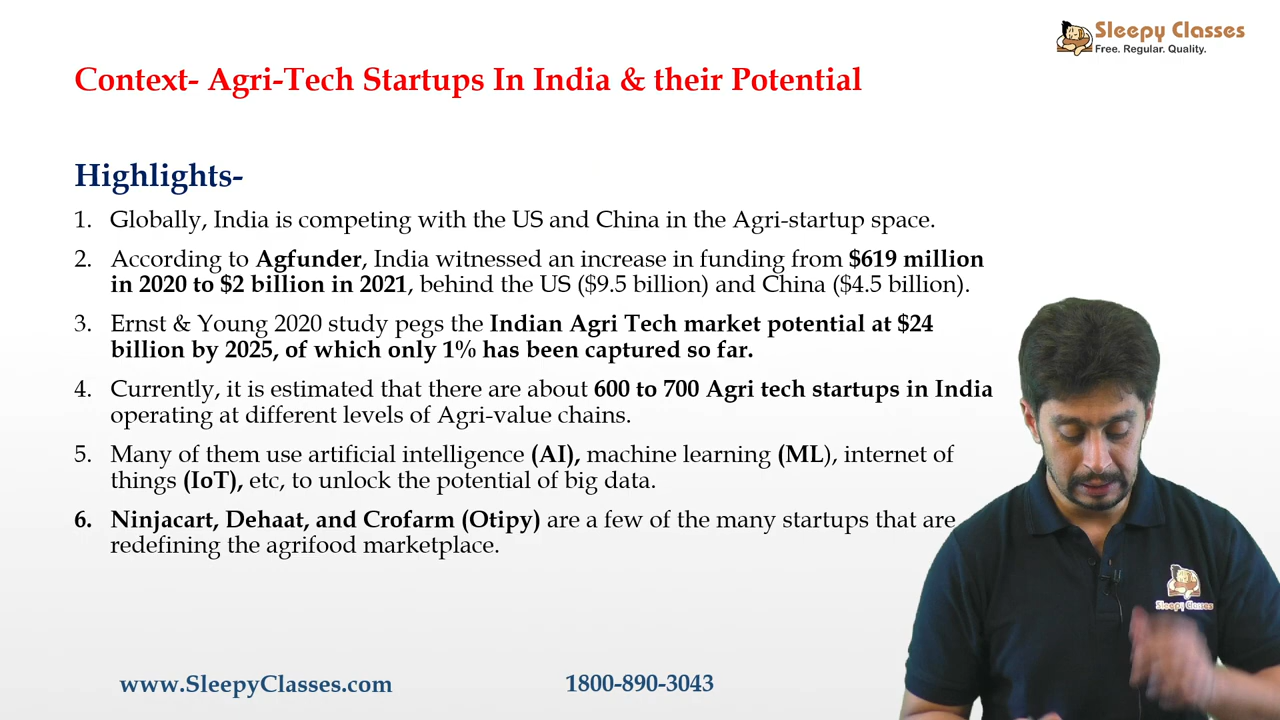 Sleepy Classes
Free. Regular. Quality.
Context- Agri-Tech Startups In India & their Potential
Highlights-
1. Globally, India is competing with the US and China in the Agri-startup space.
2. According to Agfunder, India witnessed an increase in funding from $619 million
in 2020 to $2 billion in 2021, behind the US ($9.5 billion) and China ($4.5 billion).
3. Ernst & Young 2020 study pegs the Indian Agri Tech market potential at $24
billion by 2025, of which only 1% has been captured so far.
4. Currently, it is estimated that there are about 600 to 700 Agri tech startups in India
operating at different levels of Agri-value chains.
5. Many of them use artificial intelligence (AI), machine learning (ML), internet of
things (IoT), etc, to unlock the potential of big data.
6. Ninjacart, Dehaat, and Crofarm (Otipy) are a few of the many startups that are
redefining the agrifood marketplace.
Sleepy Classes
www.SleepyClasses.com
1800-890-3043